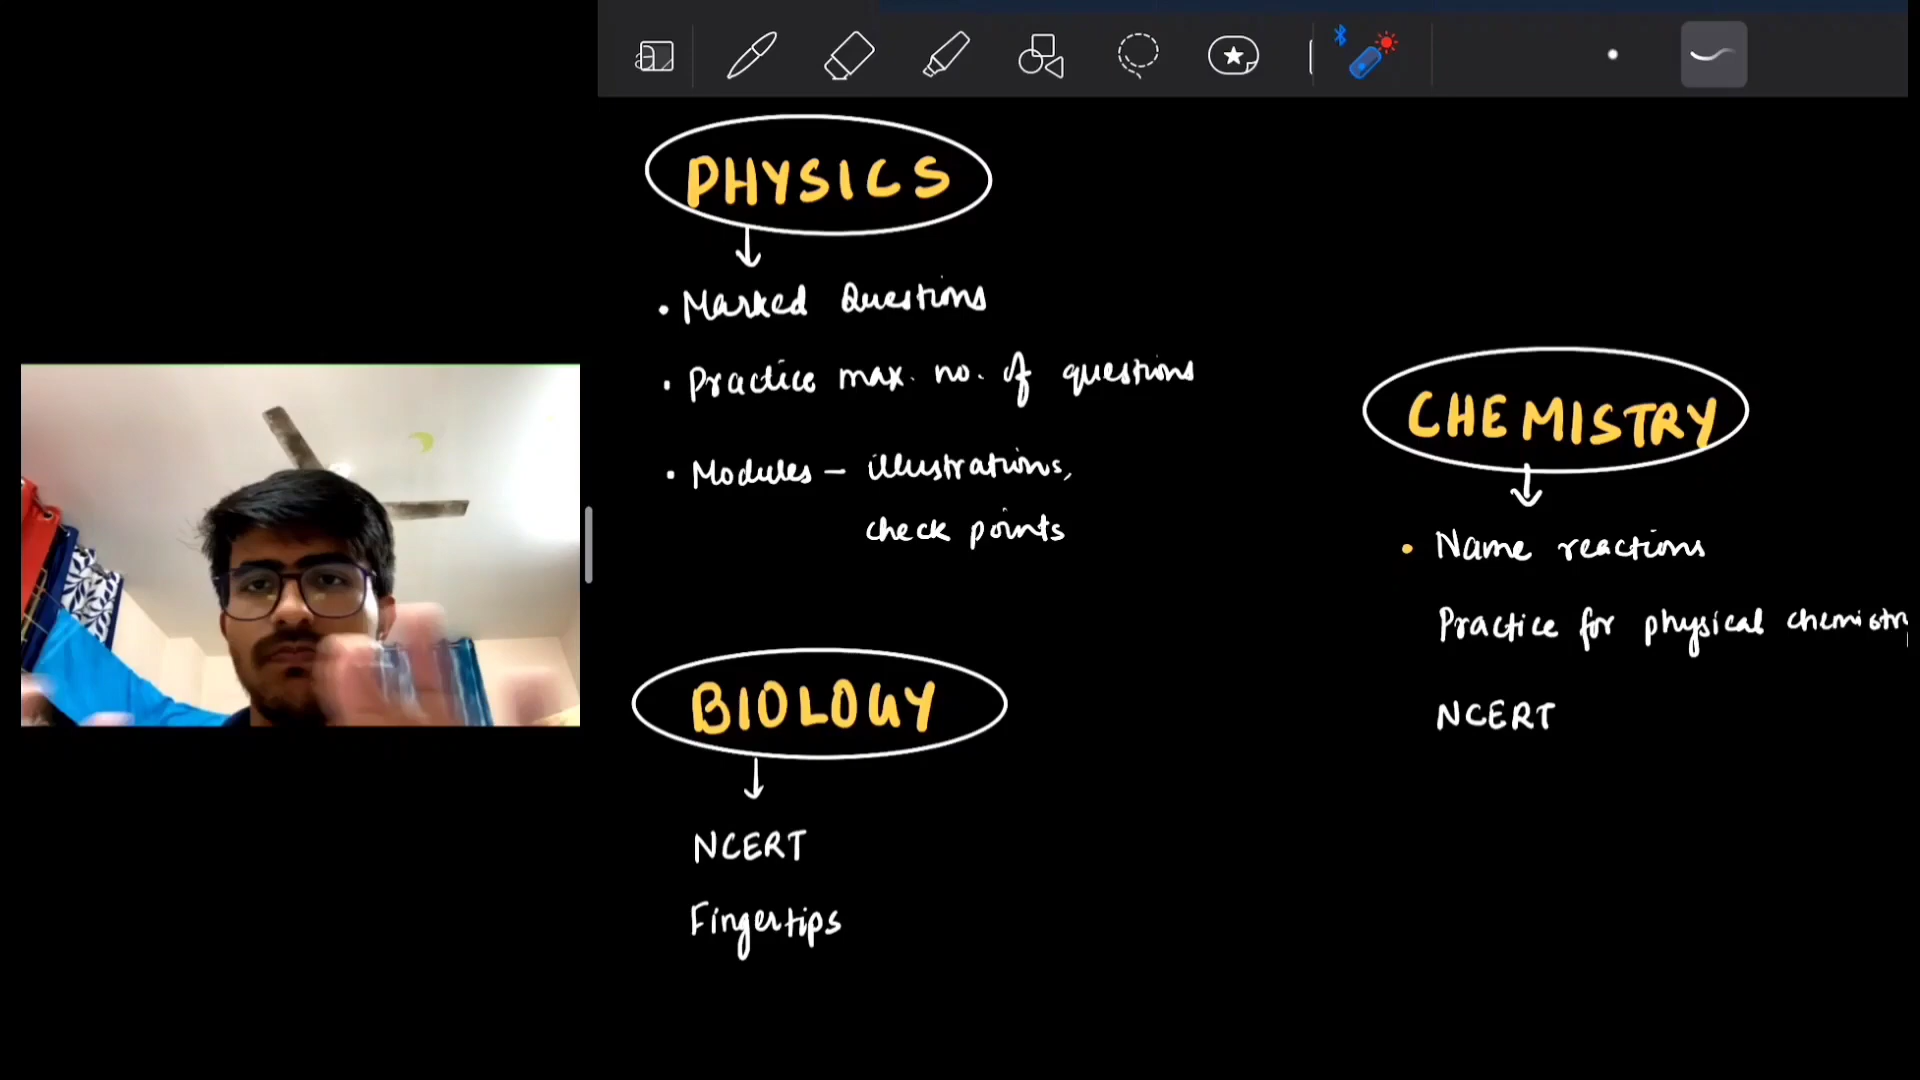 PHYSICS
• Marked Questions
• Practice max. no. of questions
• Modules – illustrations,
check points
CHEMISTRY
• Name reactions
Practice for physical chemistry
NCERT
BIOLOGY
NCERT
Fingertips